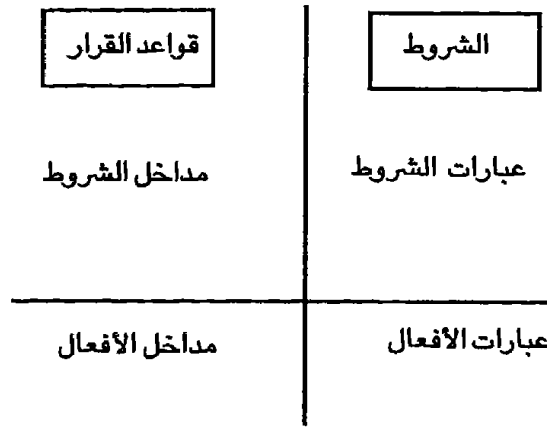 الشروط
قواعد القرار
عبارات الشروط
مداخل الشروط
عبارات الأفعال
مداخل الأفعال